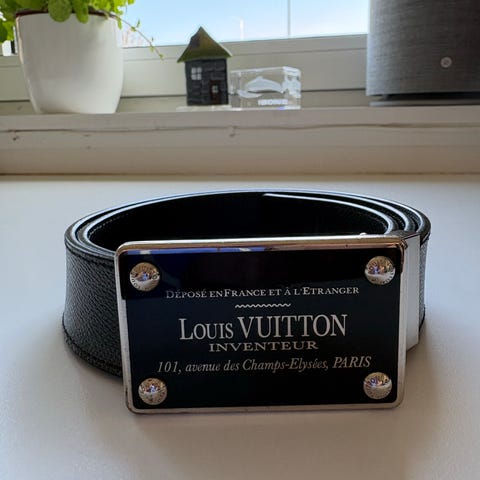 DÉPOSÉ ENFRANCE ET À L'ETRANGER
LOUIS VUITTON
INVENTEUR
101, avenue des Champs-Elysées, PARIS